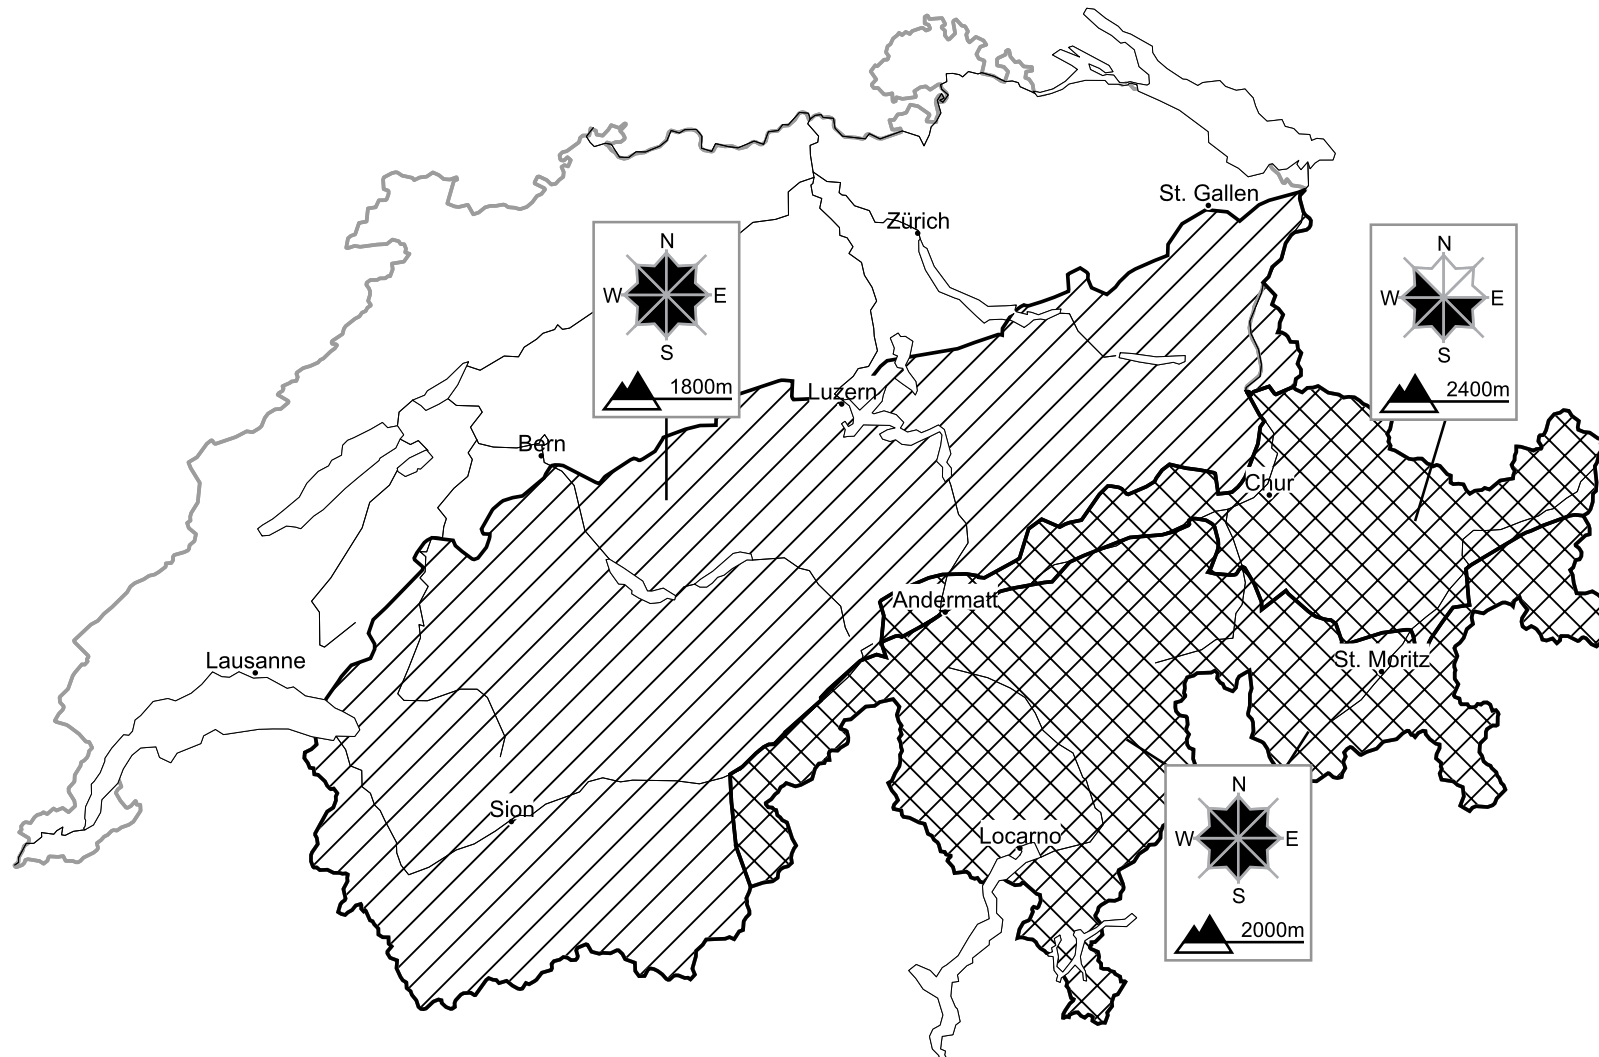 St. Gallen
Zürich
N
W E
S
1800m
N
W E
S
2400m
Luzern
Bern
Chur
Andermatt
Lausanne
St. Moritz
Sion
Locarno
N
W E
S
2000m